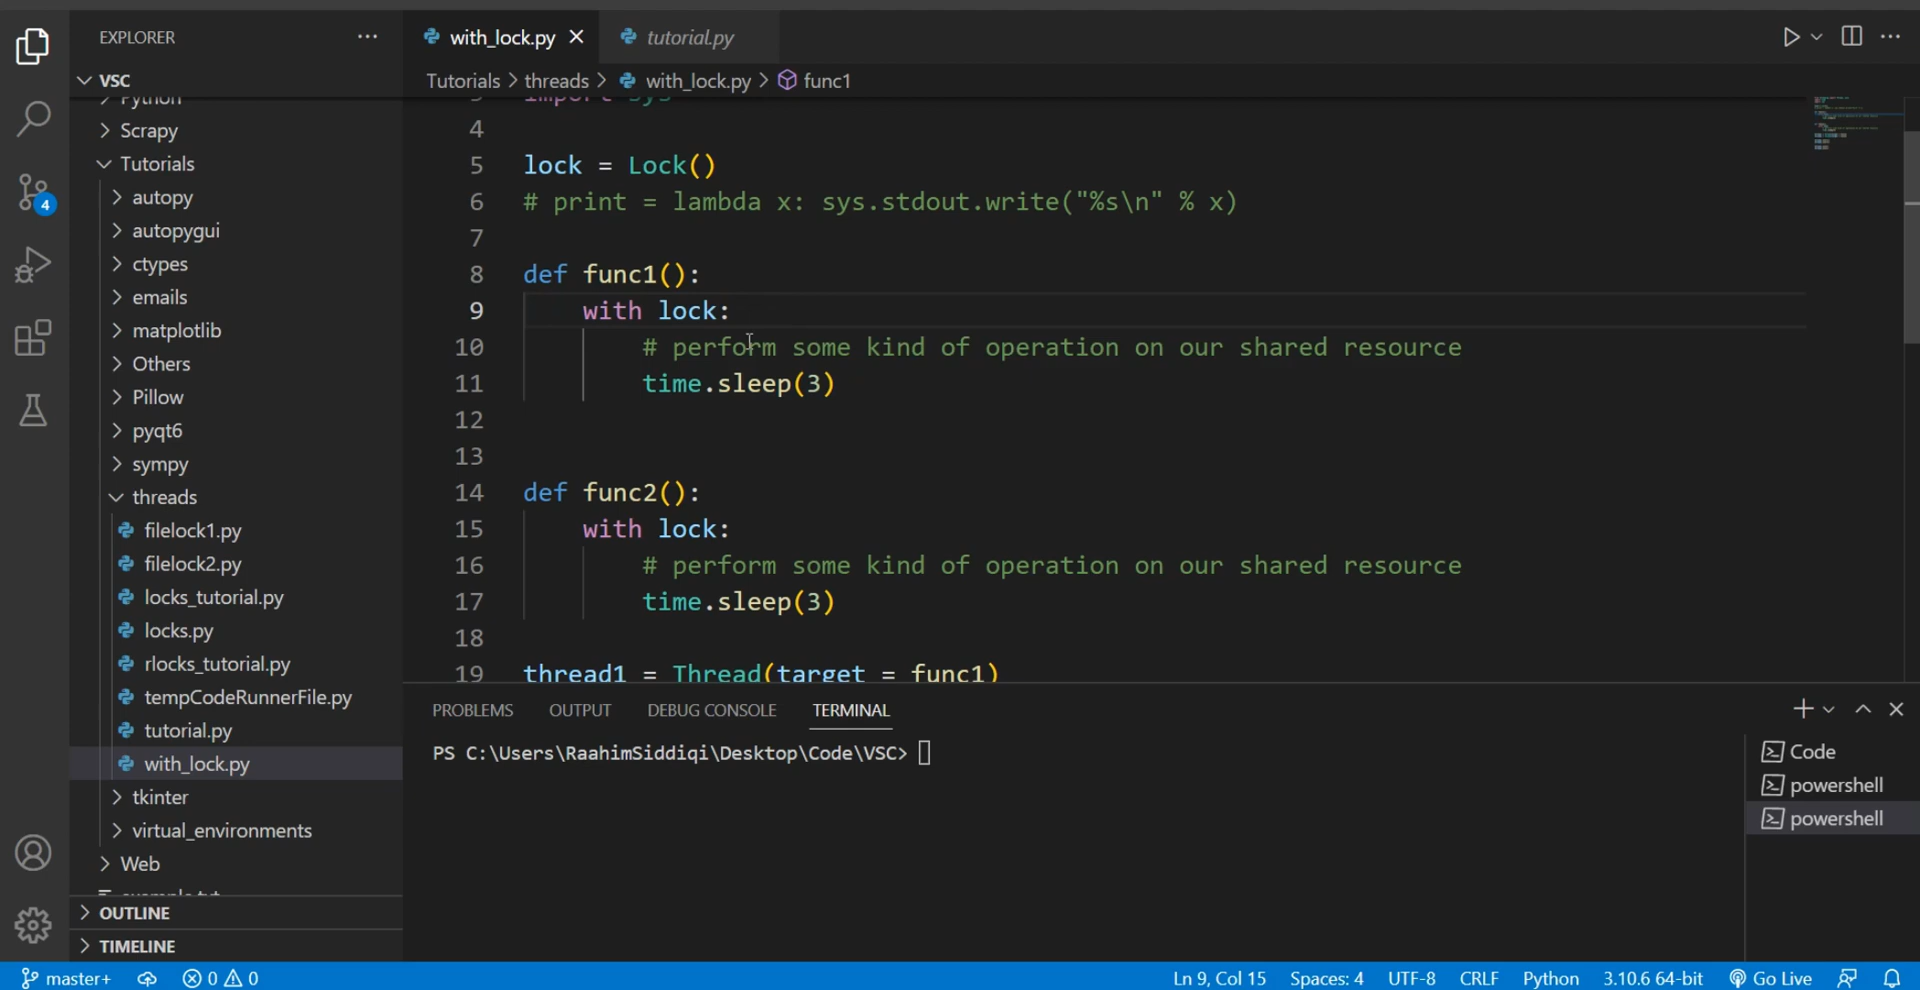 EXPLORER
VSC
Python
Scrapy
Tutorials
autopy
autopygui
ctypes
emails
matplotlib
Others
Pillow
pyqt6
sympy
threads
filelock1.py
filelock2.py
locks_tutorial.py
locks.py
rlocks_tutorial.py
tempCodeRunnerFile.py
tutorial.py
with_lock.py
tkinter
virtual_environments
Web
example.txt
OUTLINE
TIMELINE
4
with_lock.py
tutorial.py
Tutorials > threads > with_lock.py > func1
3 import sys
4
5 lock = Lock()
6 # print = lambda x: sys.stdout.write("%s\n" % x)
7
8 def func1():
9 with lock:
10 # perform some kind of operation on our shared resource
11 time.sleep(3)
12
13
14 def func2():
15 with lock:
16 # perform some kind of operation on our shared resource
17 time.sleep(3)
18
19 thread1 = Thread(target = func1)
PROBLEMS OUTPUT DEBUG CONSOLE TERMINAL
PS C:\Users\RaahimSiddiqi\Desktop\Code\VSC>
Code
powershell
powershell
master+ 0 0 Ln 9, Col 15 Spaces: 4 UTF-8 CRLF Python 3.10.6 64-bit Go Live